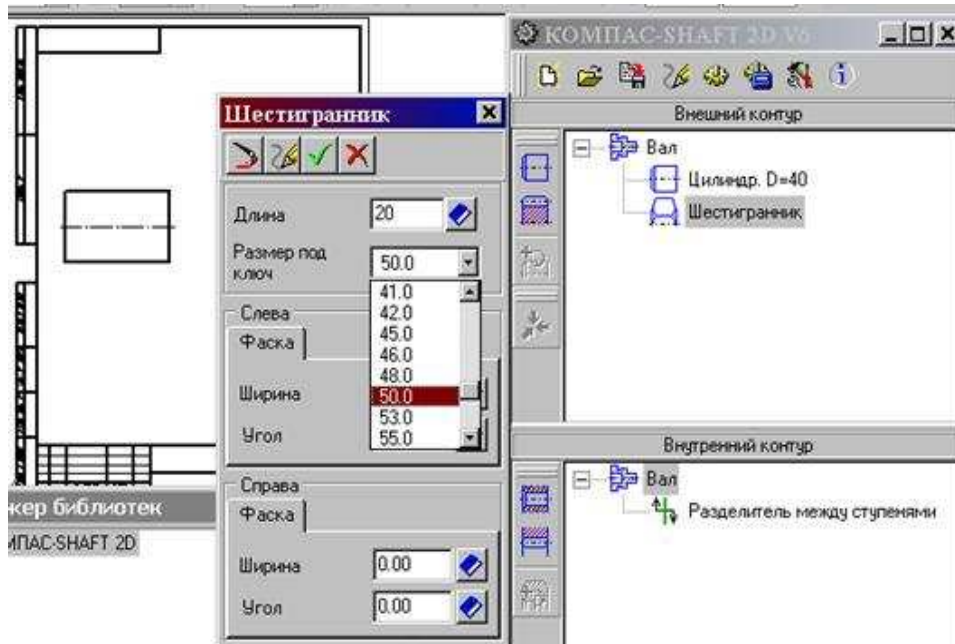 КОМПАС-SHAFT 2D V6
Внешний контур
Вал
Цилиндр. D=40
Шестигранник
Шестигранник
Длина
20
Размер под
ключ
50.0
41.0
42.0
45.0
46.0
48.0
50.0
53.0
55.0
Слева
Фаска
Ширина
Угол
Справа
Фаска
Ширина
0.00
Угол
0.00
Внутренний контур
Вал
Разделитель между ступенями
жер библиотек
МПАС-SHAFT 2D